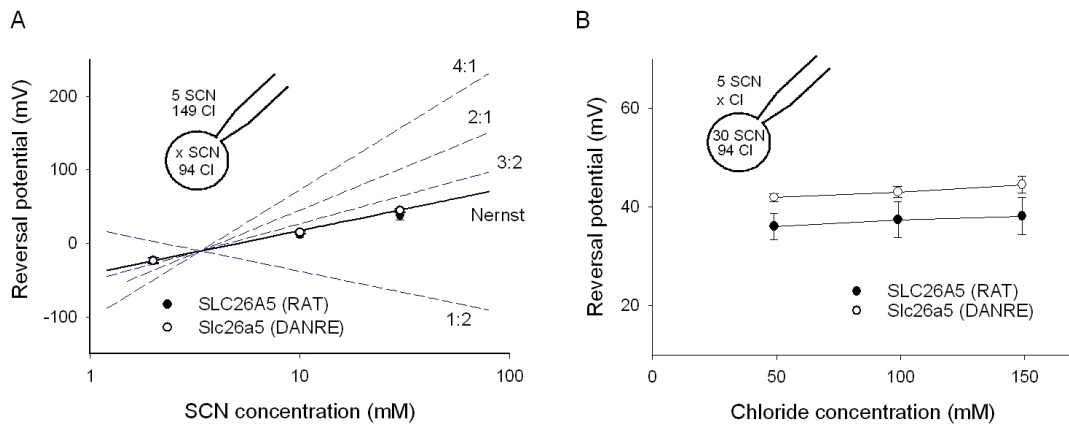 A
Reversal potential (mV)
200
100
0
-100
1
10
100
SCN concentration (mM)
5 SCN
149 Cl
x SCN
94 Cl
4:1
2:1
3:2
Nernst
1:2
SLC26A5 (RAT)
Slc26a5 (DANRE)
B
Reversal potential (mV)
60
40
20
0
50
100
150
Chloride concentration (mM)
5 SCN
x Cl
30 SCN
94 Cl
SLC26A5 (RAT)
Slc26a5 (DANRE)